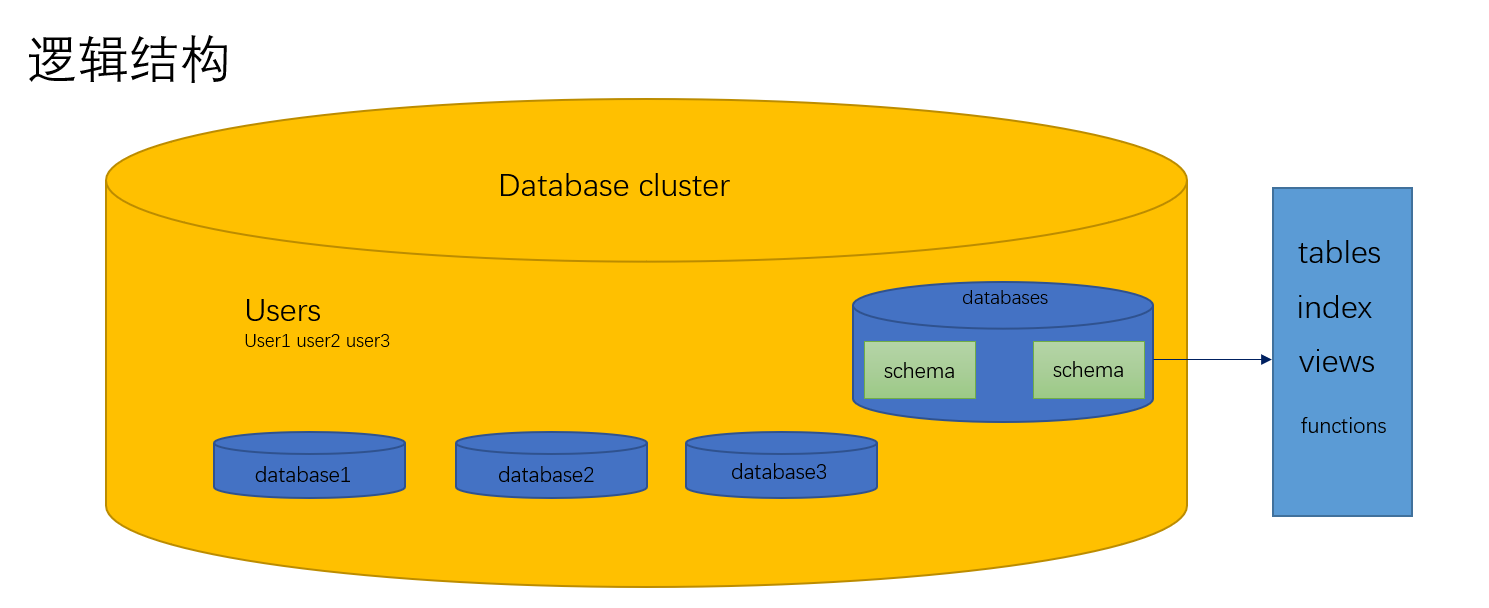 逻辑结构
Database cluster
Users
User1 user2 user3
databases
schema
schema
database1
database2
database3
tables
index
views
functions